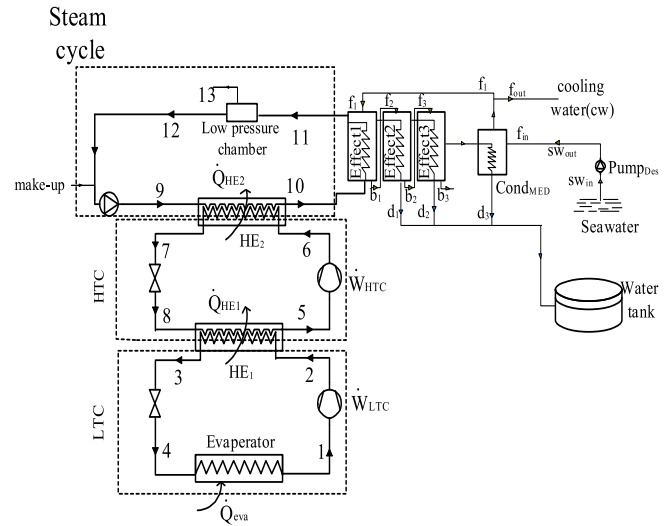 Steam
cycle
13
12
Low pressure
chamber
11
make-up
9
Q̇HE2
10
HE2
f1
f2
f3
Effect1
Effect2
Effect3
b1
b2
b3
d1
d2
d3
f1
fout
cooling
water(cw)
fin
swout
CondMED
PumpDes
swin
Seawater
Water
tank
HTC
7
6
8
5
ẆHTC
Q̇HE1
HE1
LTC
3
2
4
1
ẆLTC
Evaperator
Q̇eva